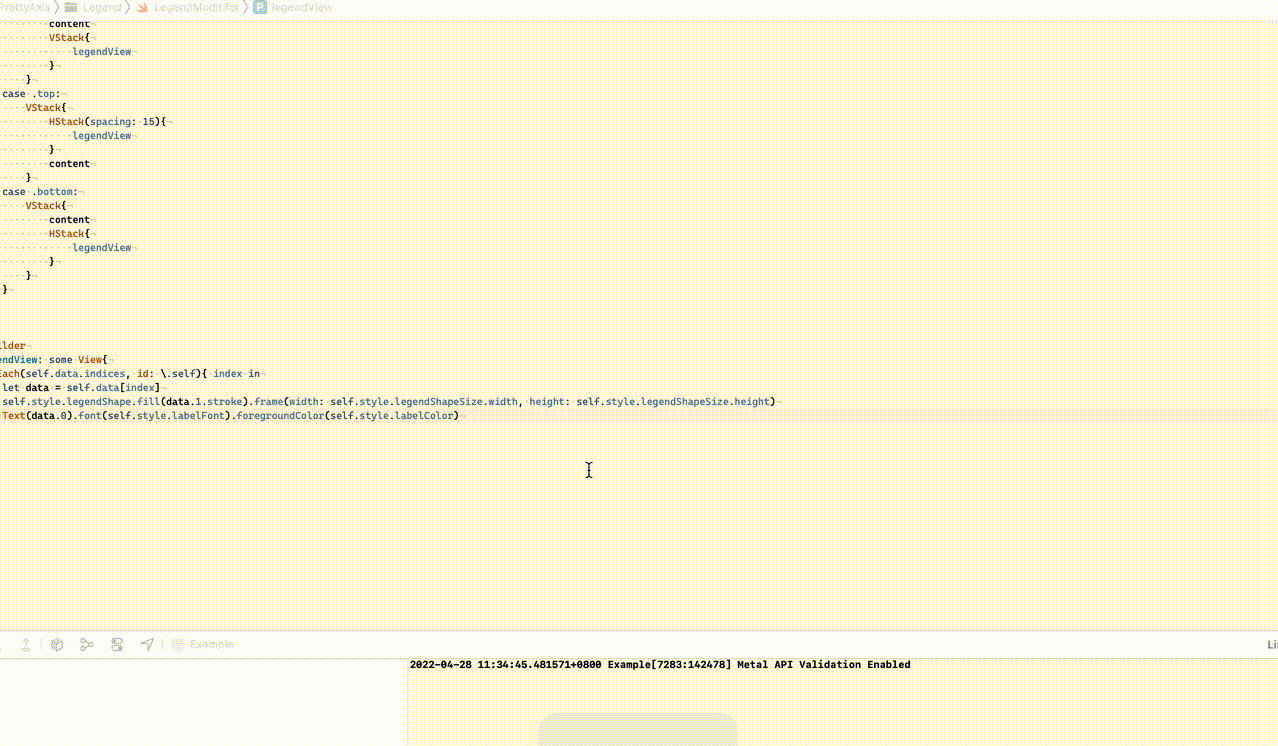 PrettyAxis Legend LegendModitifer P legendView
content
VStack{
legendView
}
}
case .top:
VStack{
HStack(spacing: 15){
legendView
}
content
}
case .bottom:
VStack{
content
HStack{
legendView
}
}
}
ilder
endView: some View{
Each(self.data.indices, id: \.self){ index in
let data = self.data[index]
self.style.legendShape.fill(data.1.stroke).frame(width: self.style.legendShapeSize.width, height: self.style.legendShapeSize.height)
Text(data.0).font(self.style.labelFont).foregroundColor(self.style.labelColor)
Example
Li
2022-04-28 11:34:45.481571+0800 Example[7283:142478] Metal API Validation Enabled